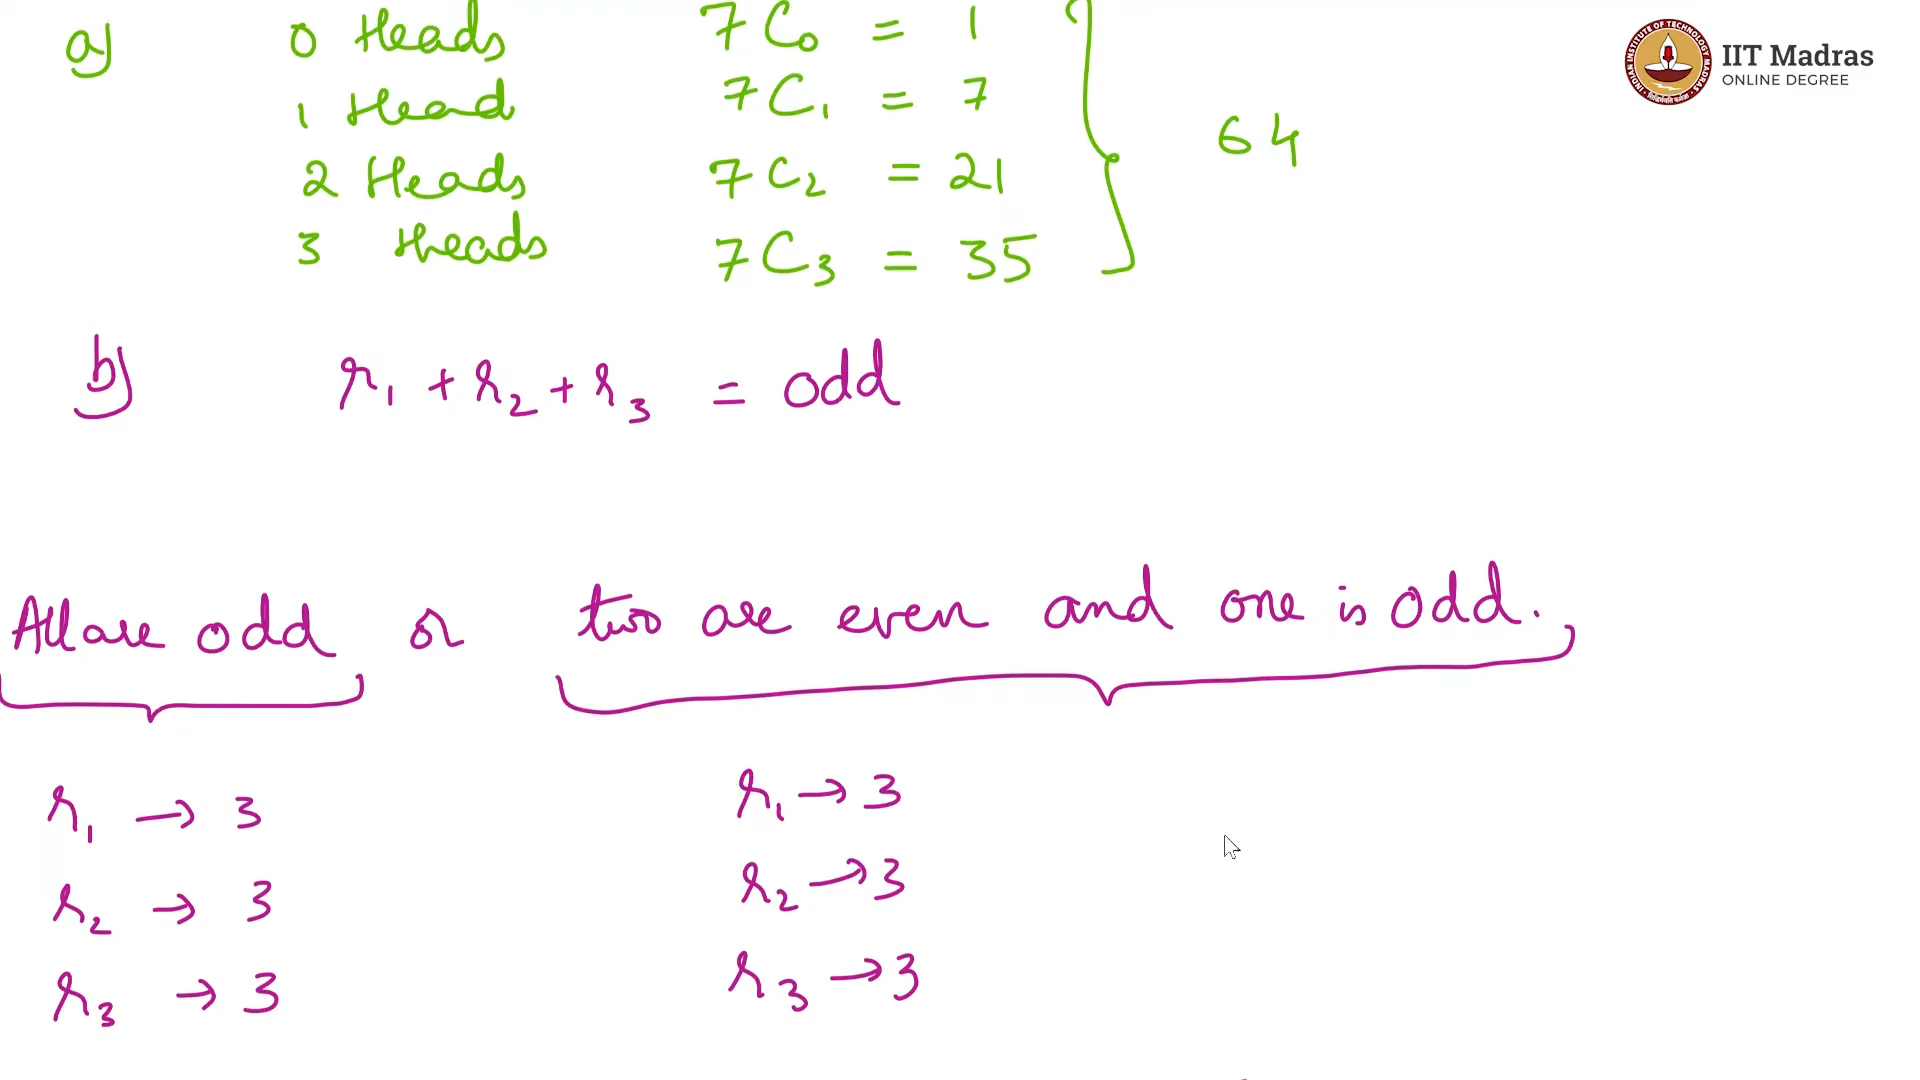 a) 0 Heads 7C₀ = 1
1 Head 7C₁ = 7
2 Heads 7C₂ = 21
3 Heads 7C₃ = 35
64
IIT Madras
ONLINE DEGREE
b) r₁ + r₂ + r₃ = odd
All are odd or two are even and one is odd.
r₁ → 3 r₁ → 3
r₂ → 3 r₂ → 3
r₃ → 3 r₃ → 3